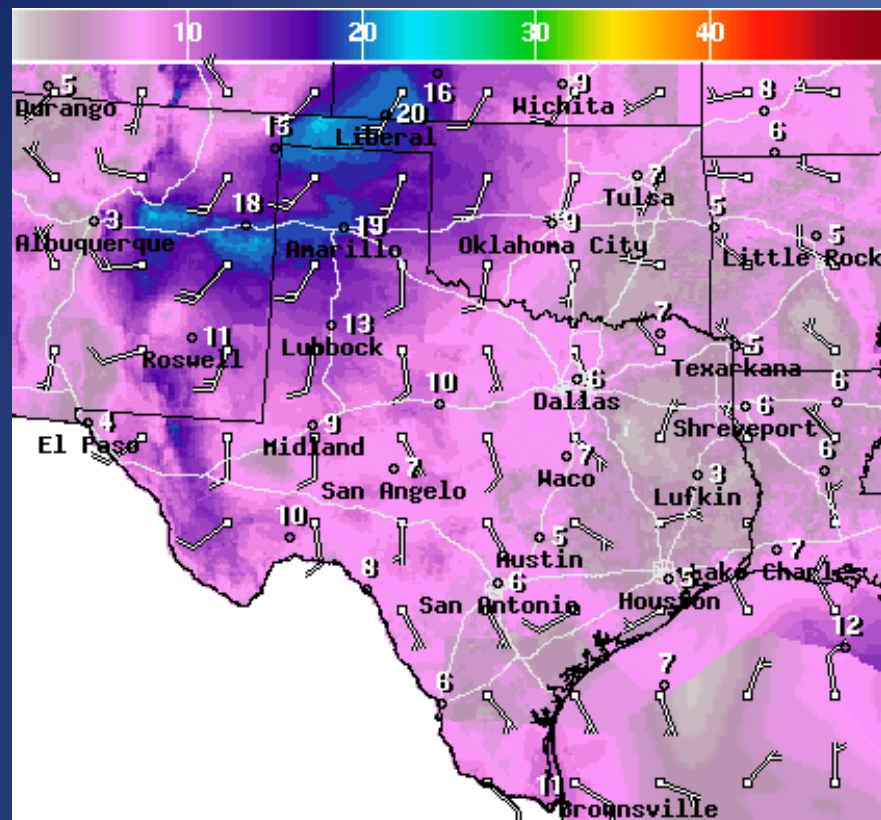 10 20 30 40
5 Durango
16
9 Wichita
8
20 Liberal
15
6
7 Tulsa
3 Albuquerque
18
19 Amarillo
9 Oklahoma City
5
5 Little Rock
11 Roswell
13 Lubbock
7
5 Texarkana
10
6 Dallas
6 Shreveport
6
4 El Paso
9 Midland
7 San Angelo
7 Waco
3 Lufkin
6
10
5 Austin
7
8
6 San Antonio
5 Houston
Lake Charles
12
6
7
11 Brownsville